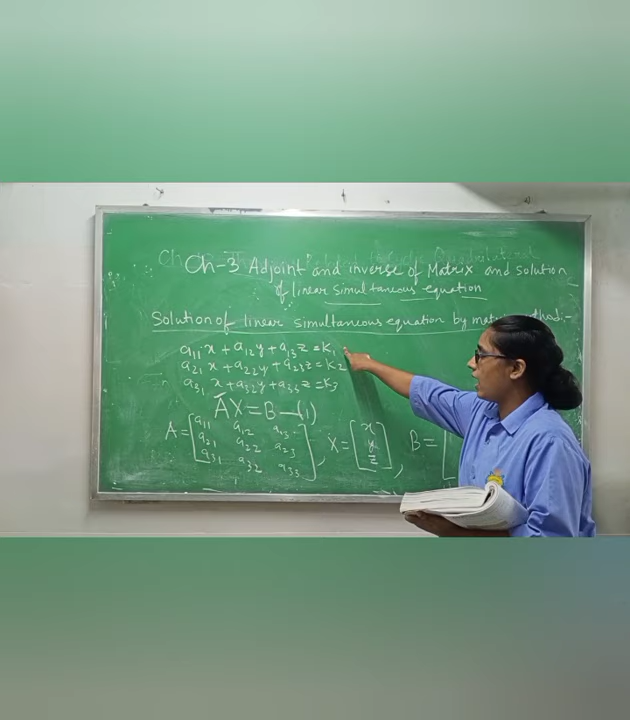 Ch-3 Adjoint and inverse of Matrix and solution
of linear simultaneous equation
Solution of linear simultaneous equation by
a₁₁x + a₁₂y + a₁₃z = K₁
a₂₁x + a₂₂y + a₂₃z = K₂
a₃₁x + a₃₂y + a₃₃z = K₃
AX = B — (1)
A = [a₁₁ a₁₂ a₁₃
a₂₁ a₂₂ a₂₃
a₃₁ a₃₂ a₃₃], X = [x
y
z], B = [